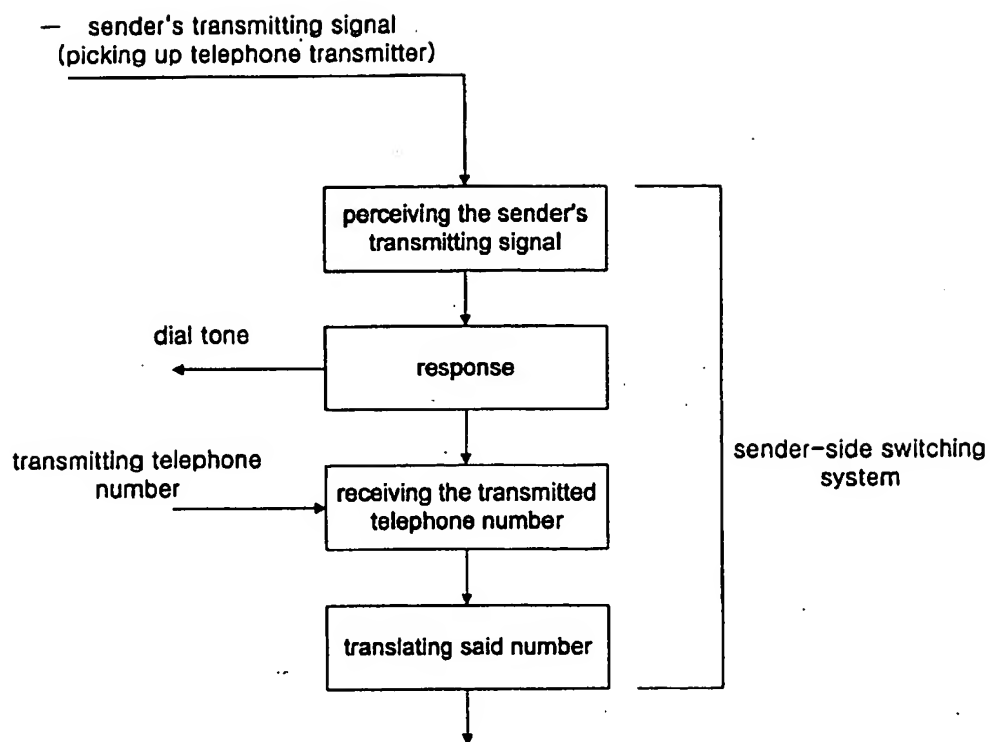 — sender's transmitting signal
(picking up telephone transmitter)
perceiving the sender's
transmitting signal
dial tone
response
transmitting telephone
number
receiving the transmitted
telephone number
sender-side switching
system
translating said number